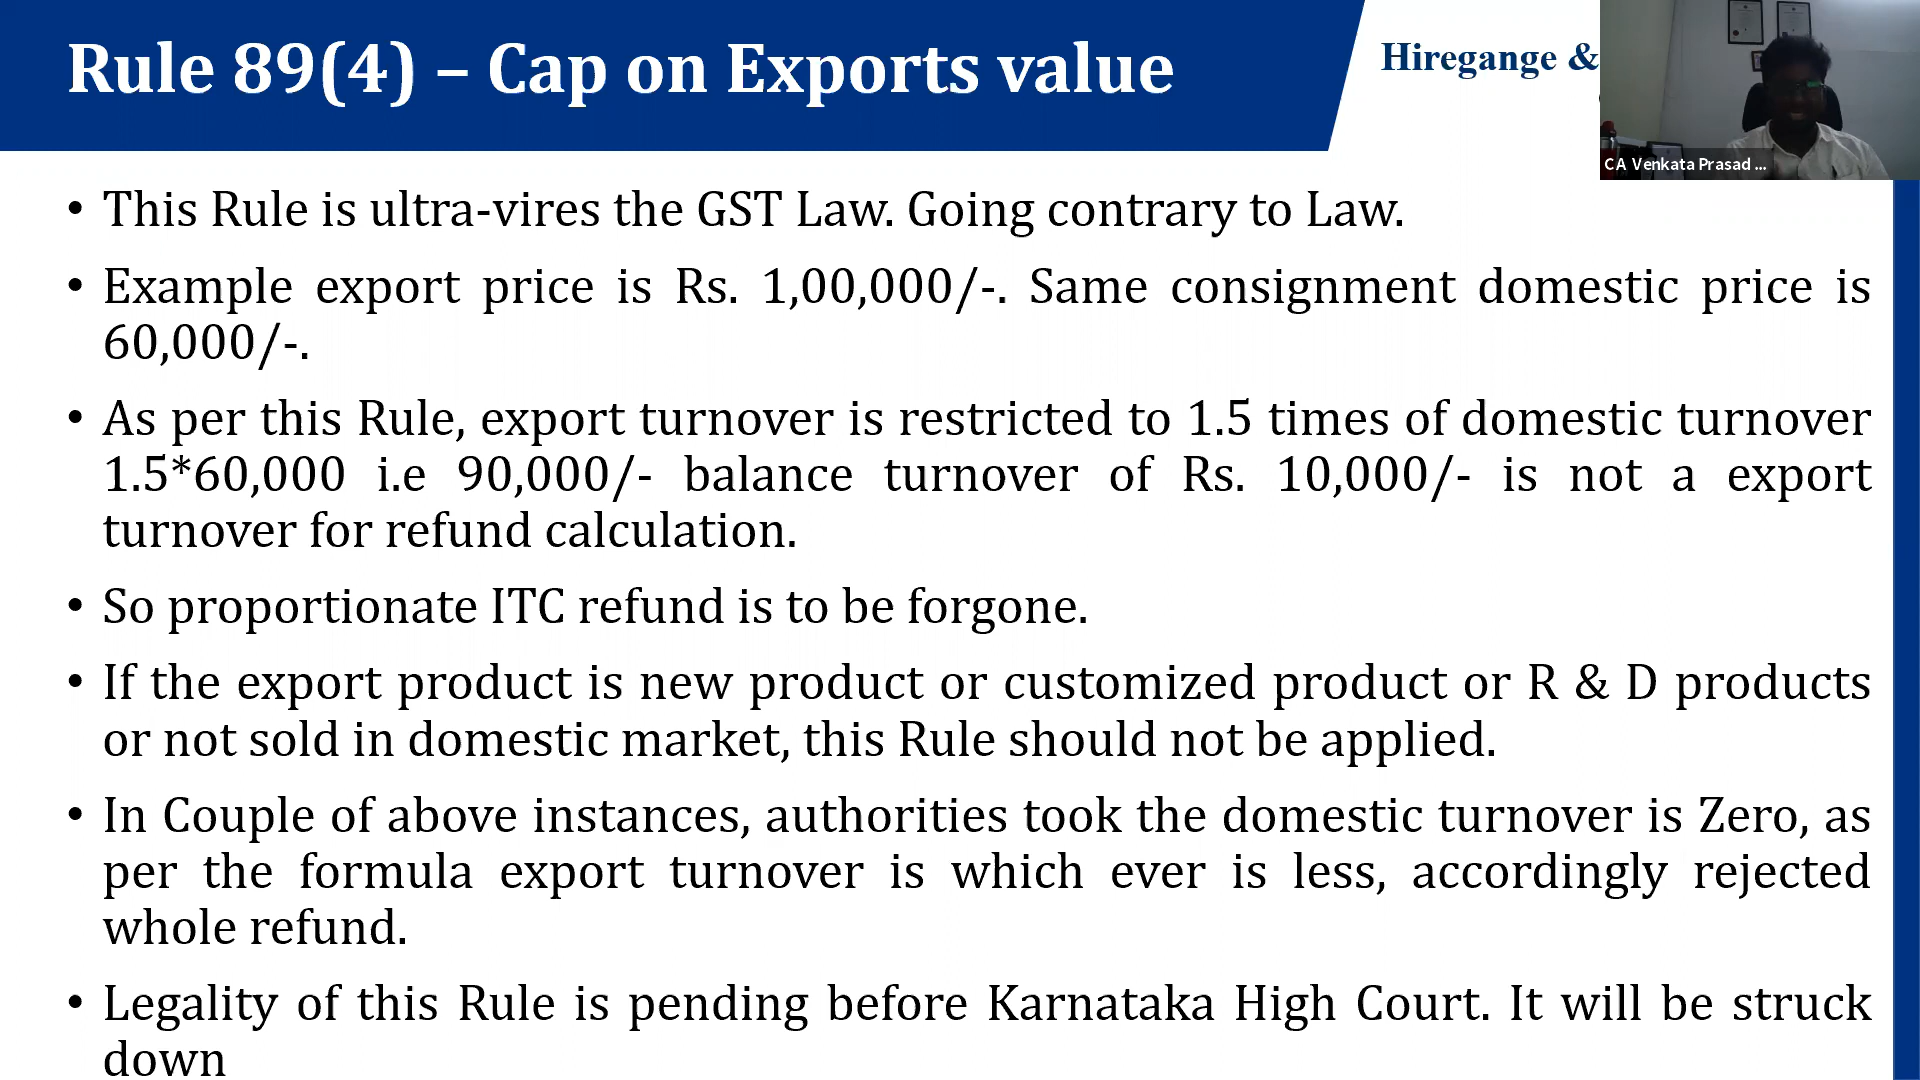 Rule 89(4) – Cap on Exports value
Hiregange &
CA Venkata Prasad ...
• This Rule is ultra-vires the GST Law. Going contrary to Law.
• Example export price is Rs. 1,00,000/-. Same consignment domestic price is
60,000/-.
• As per this Rule, export turnover is restricted to 1.5 times of domestic turnover
1.5*60,000 i.e 90,000/- balance turnover of Rs. 10,000/- is not a export
turnover for refund calculation.
• So proportionate ITC refund is to be forgone.
• If the export product is new product or customized product or R & D products
or not sold in domestic market, this Rule should not be applied.
• In Couple of above instances, authorities took the domestic turnover is Zero, as
per the formula export turnover is which ever is less, accordingly rejected
whole refund.
• Legality of this Rule is pending before Karnataka High Court. It will be struck
down